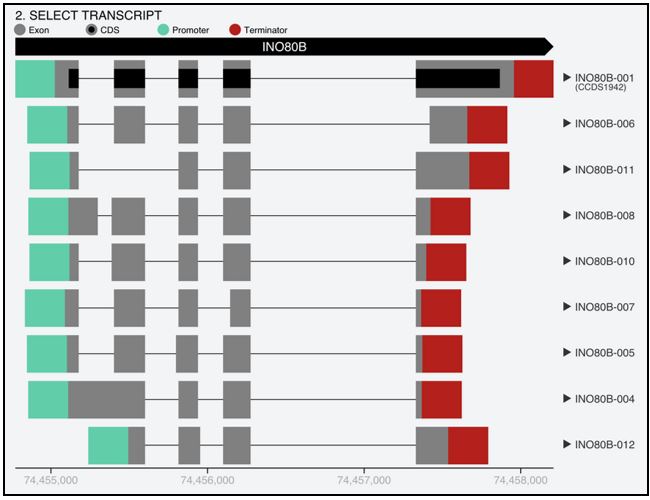 2. SELECT TRANSCRIPT
Exon CDS Promoter Terminator
INO80B
INO80B-001
(CCDS1942)
INO80B-006
INO80B-011
INO80B-008
INO80B-010
INO80B-007
INO80B-005
INO80B-004
INO80B-012
74,455,000 74,456,000 74,457,000 74,458,000